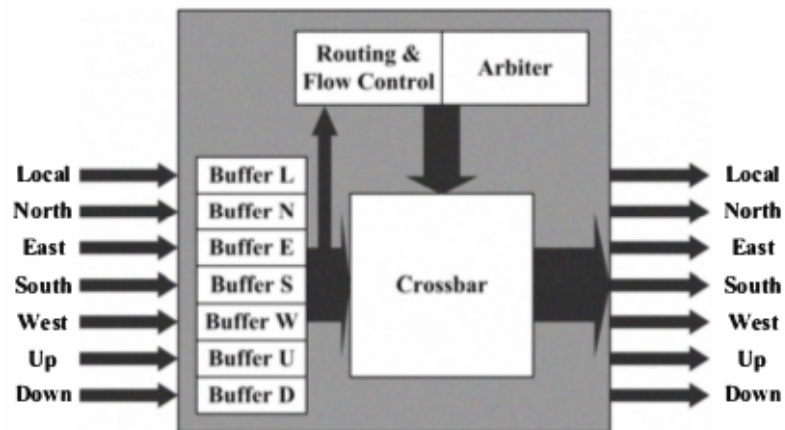 Routing &
Flow Control
Arbiter
Local
North
East
South
West
Up
Down
Buffer L
Buffer N
Buffer E
Buffer S
Buffer W
Buffer U
Buffer D
Crossbar
Local
North
East
South
West
Up
Down